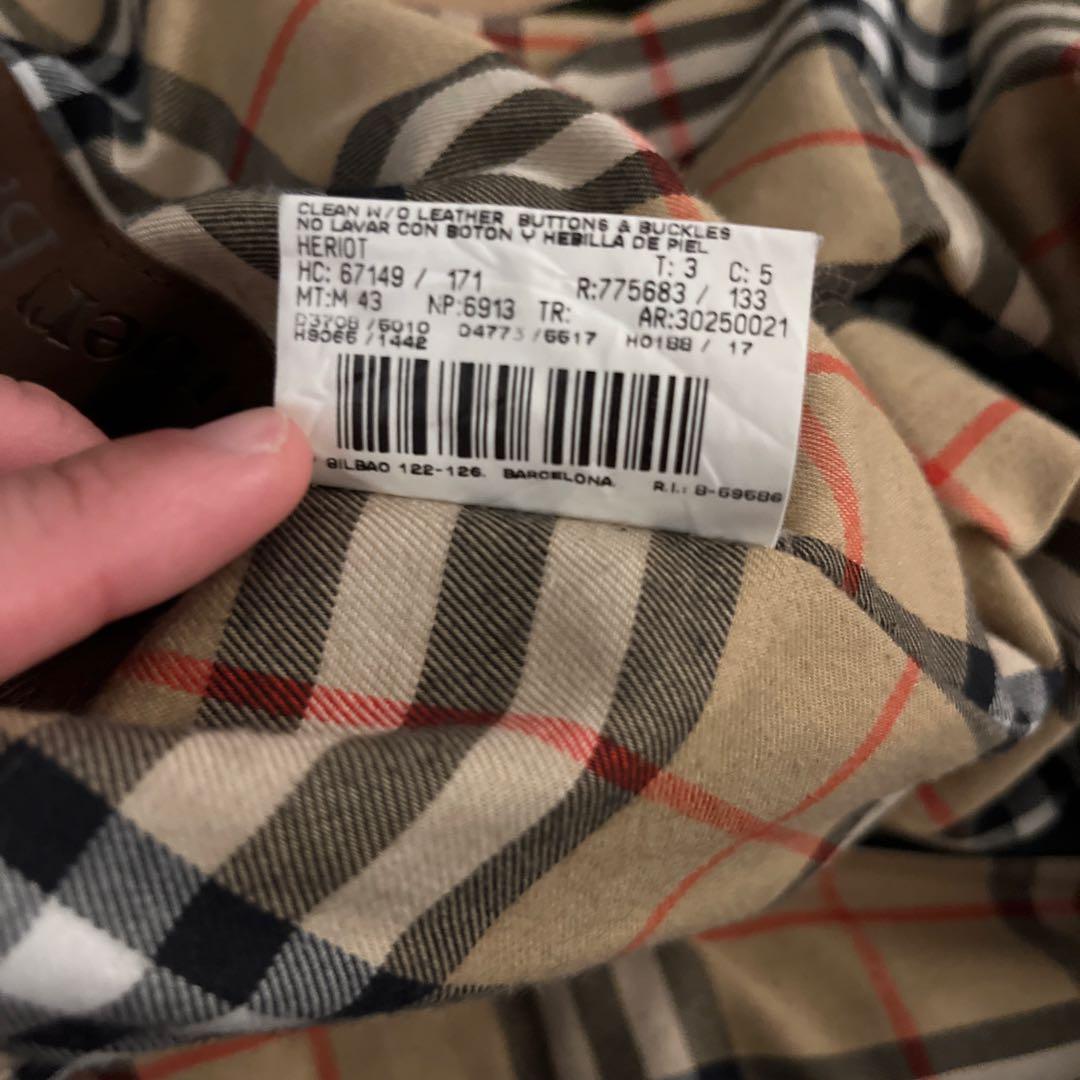 CLEAN W/O LEATHER BUTTONS & BUCKLES
NO LAVAR CON BOTON Y HEBILLA DE PIEL
HERIOT T: 3 C: 5
HC: 67149 / 171 R:775683 / 133
MT:M 43 NP:6913 TR: AR:30250021
D3708 /6010 D4773 /6617 H0188 / 17
H9066 /1442
BILBAO 122-126. BARCELONA R.I.: 8-69686